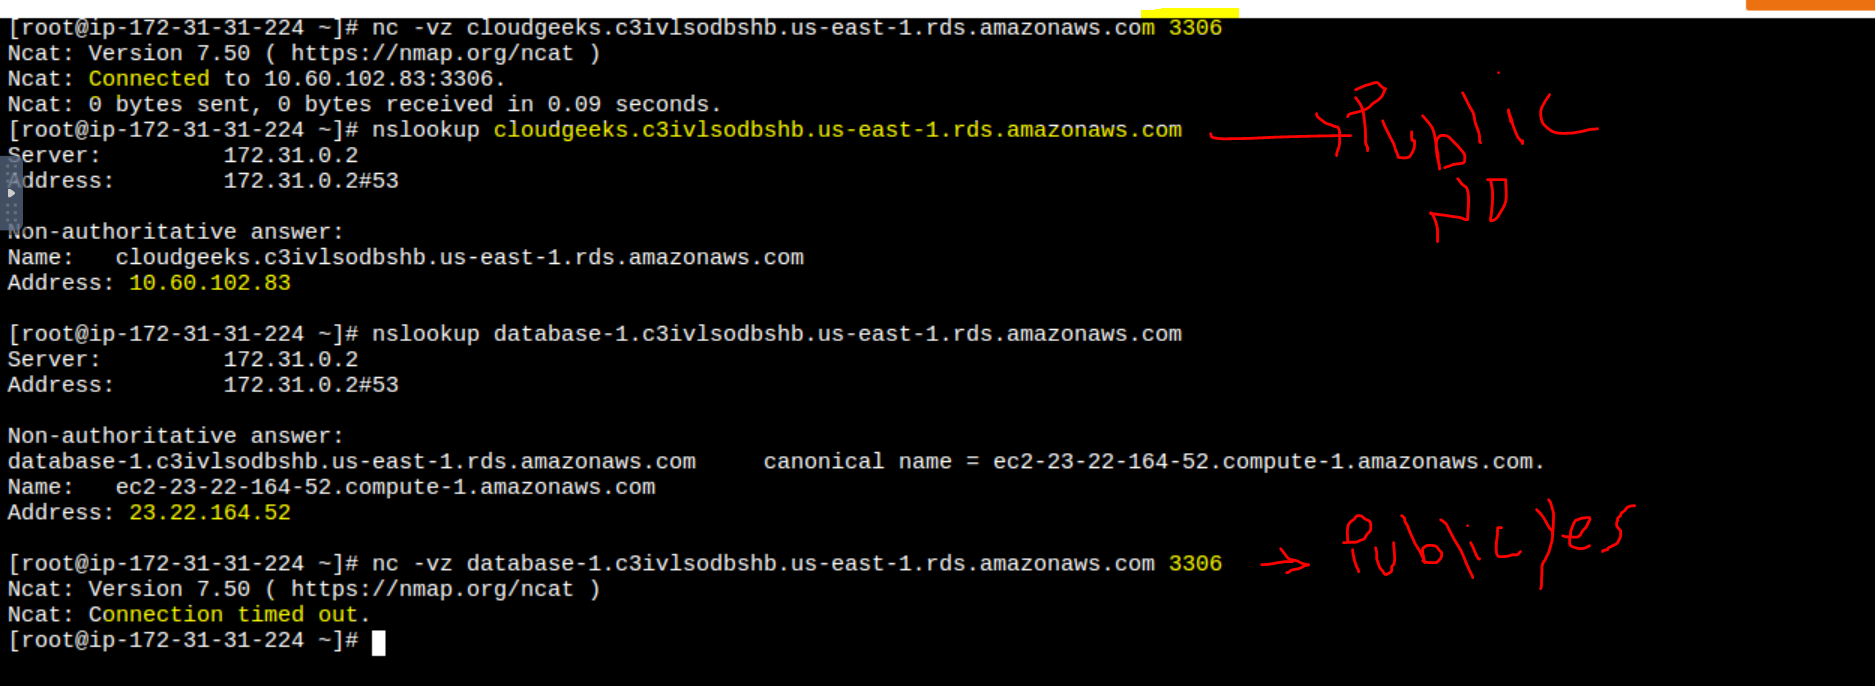 [root@ip-172-31-31-224 ~]# nc -vz cloudgeeks.c3ivlsodbshb.us-east-1.rds.amazonaws.com 3306
Ncat: Version 7.50 ( https://nmap.org/ncat )
Ncat: Connected to 10.60.102.83:3306.
Ncat: 0 bytes sent, 0 bytes received in 0.09 seconds.
[root@ip-172-31-31-224 ~]# nslookup cloudgeeks.c3ivlsodbshb.us-east-1.rds.amazonaws.com
Public
NO
Server: 172.31.0.2
Address: 172.31.0.2#53
Non-authoritative answer:
Name: cloudgeeks.c3ivlsodbshb.us-east-1.rds.amazonaws.com
Address: 10.60.102.83
[root@ip-172-31-31-224 ~]# nslookup database-1.c3ivlsodbshb.us-east-1.rds.amazonaws.com
Server: 172.31.0.2
Address: 172.31.0.2#53
Non-authoritative answer:
database-1.c3ivlsodbshb.us-east-1.rds.amazonaws.com canonical name = ec2-23-22-164-52.compute-1.amazonaws.com.
Name: ec2-23-22-164-52.compute-1.amazonaws.com
Address: 23.22.164.52
[root@ip-172-31-31-224 ~]# nc -vz database-1.c3ivlsodbshb.us-east-1.rds.amazonaws.com 3306
Public yes
Ncat: Version 7.50 ( https://nmap.org/ncat )
Ncat: Connection timed out.
[root@ip-172-31-31-224 ~]#